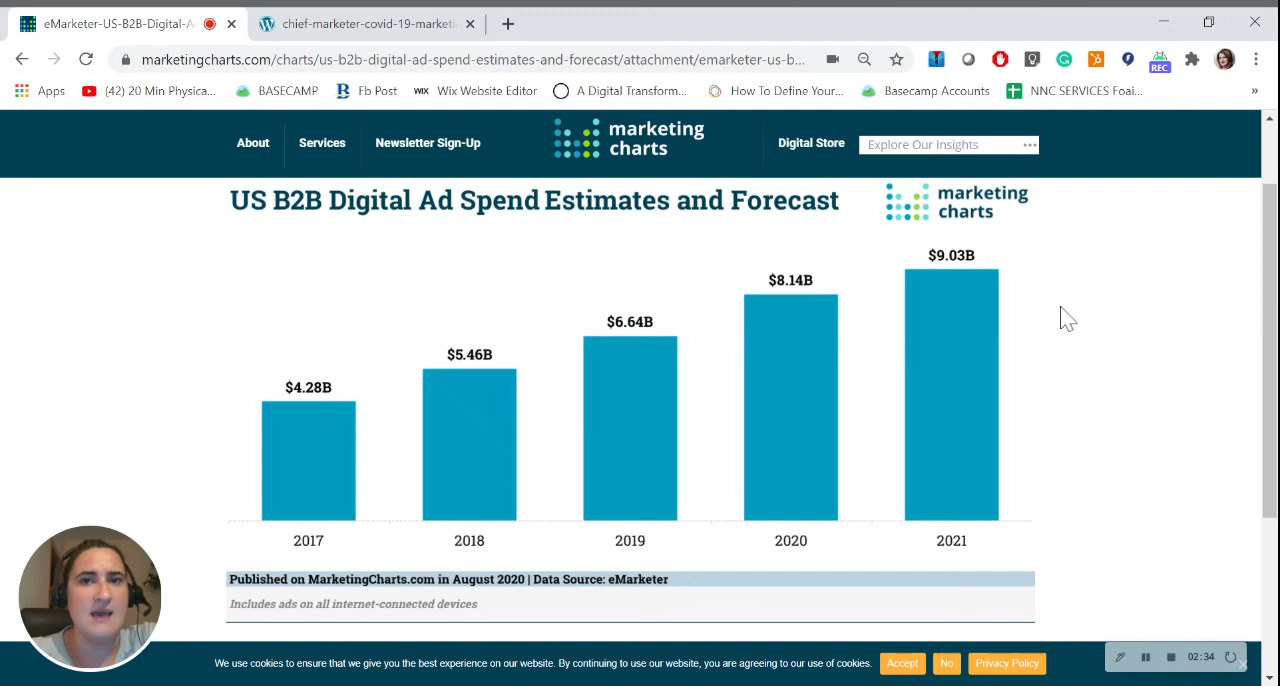 eMarketer-US-B2B-Digital-A
chief-marketer-covid-19-marketi
marketingcharts.com/charts/us-b2b-digital-ad-spend-estimates-and-forecast/attachment/emarketer-us-b...
REC
Apps
(42) 20 Min Physica...
BASECAMP
Fb Post
WIX Wix Website Editor
A Digital Transform...
How To Define Your...
Basecamp Accounts
NNC SERVICES Foai...
»
About
Services
Newsletter Sign-Up
marketing
charts
Digital Store
Explore Our Insights
US B2B Digital Ad Spend Estimates and Forecast
marketing
charts
$4.28B
$5.46B
$6.64B
$8.14B
$9.03B
2017
2018
2019
2020
2021
Published on MarketingCharts.com in August 2020 | Data Source: eMarketer
Includes ads on all internet-connected devices
We use cookies to ensure that we give you the best experience on our website. By continuing to use our website, you are agreeing to our use of cookies.
Accept
No
Privacy Policy
02:34